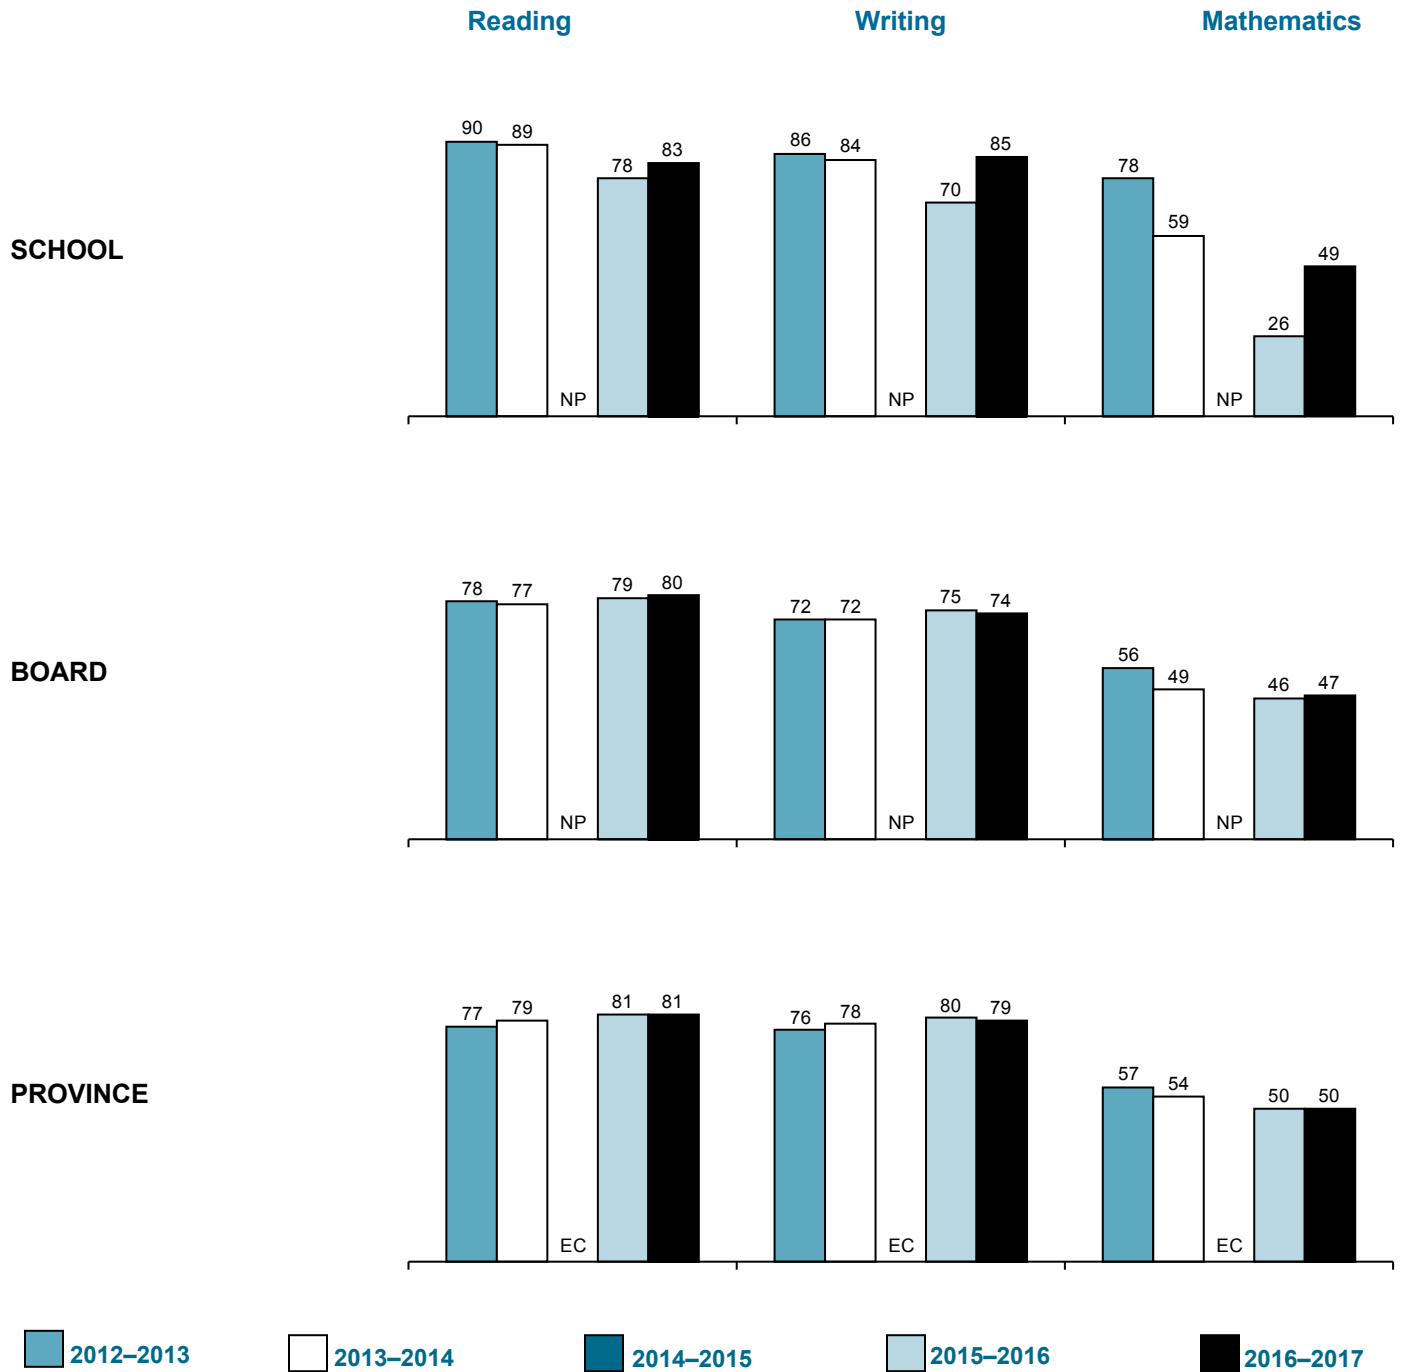 Reading Writing Mathematics
SCHOOL
90 89 NP 78 83 86 84 NP 70 85 78 59 NP 26 49
BOARD
78 77 NP 79 80 72 72 NP 75 74 56 49 NP 46 47
PROVINCE
77 79 EC 81 81 76 78 EC 80 79 57 54 EC 50 50
2012–2013 2013–2014 2014–2015 2015–2016 2016–2017